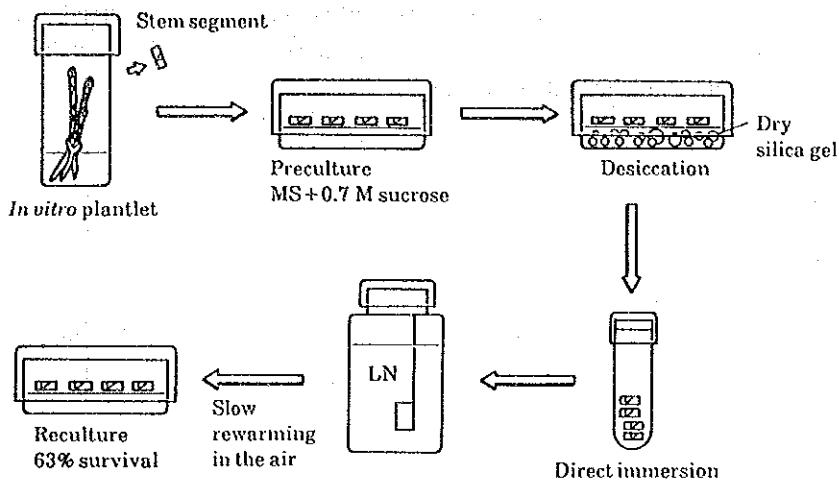 Stem segment
In vitro plantlet
Preculture
MS+0.7 M sucrose
Dry
silica gel
Desiccation
Direct immersion
LN
Slow
rewarming
in the air
Reculture
63% survival